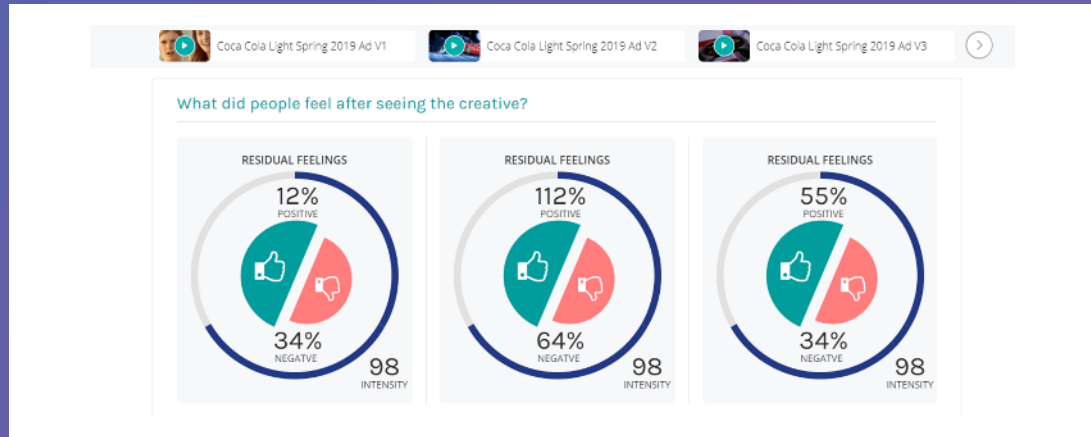 Coca Cola Light Spring 2019 Ad V1
Coca Cola Light Spring 2019 Ad V2
Coca Cola Light Spring 2019 Ad V3
What did people feel after seeing the creative?
RESIDUAL FEELINGS
12%
POSITIVE
34%
NEGATVE
98
INTENSITY
RESIDUAL FEELINGS
112%
POSITIVE
64%
NEGATVE
98
INTENSITY
RESIDUAL FEELINGS
55%
POSITIVE
34%
NEGATVE
98
INTENSITY